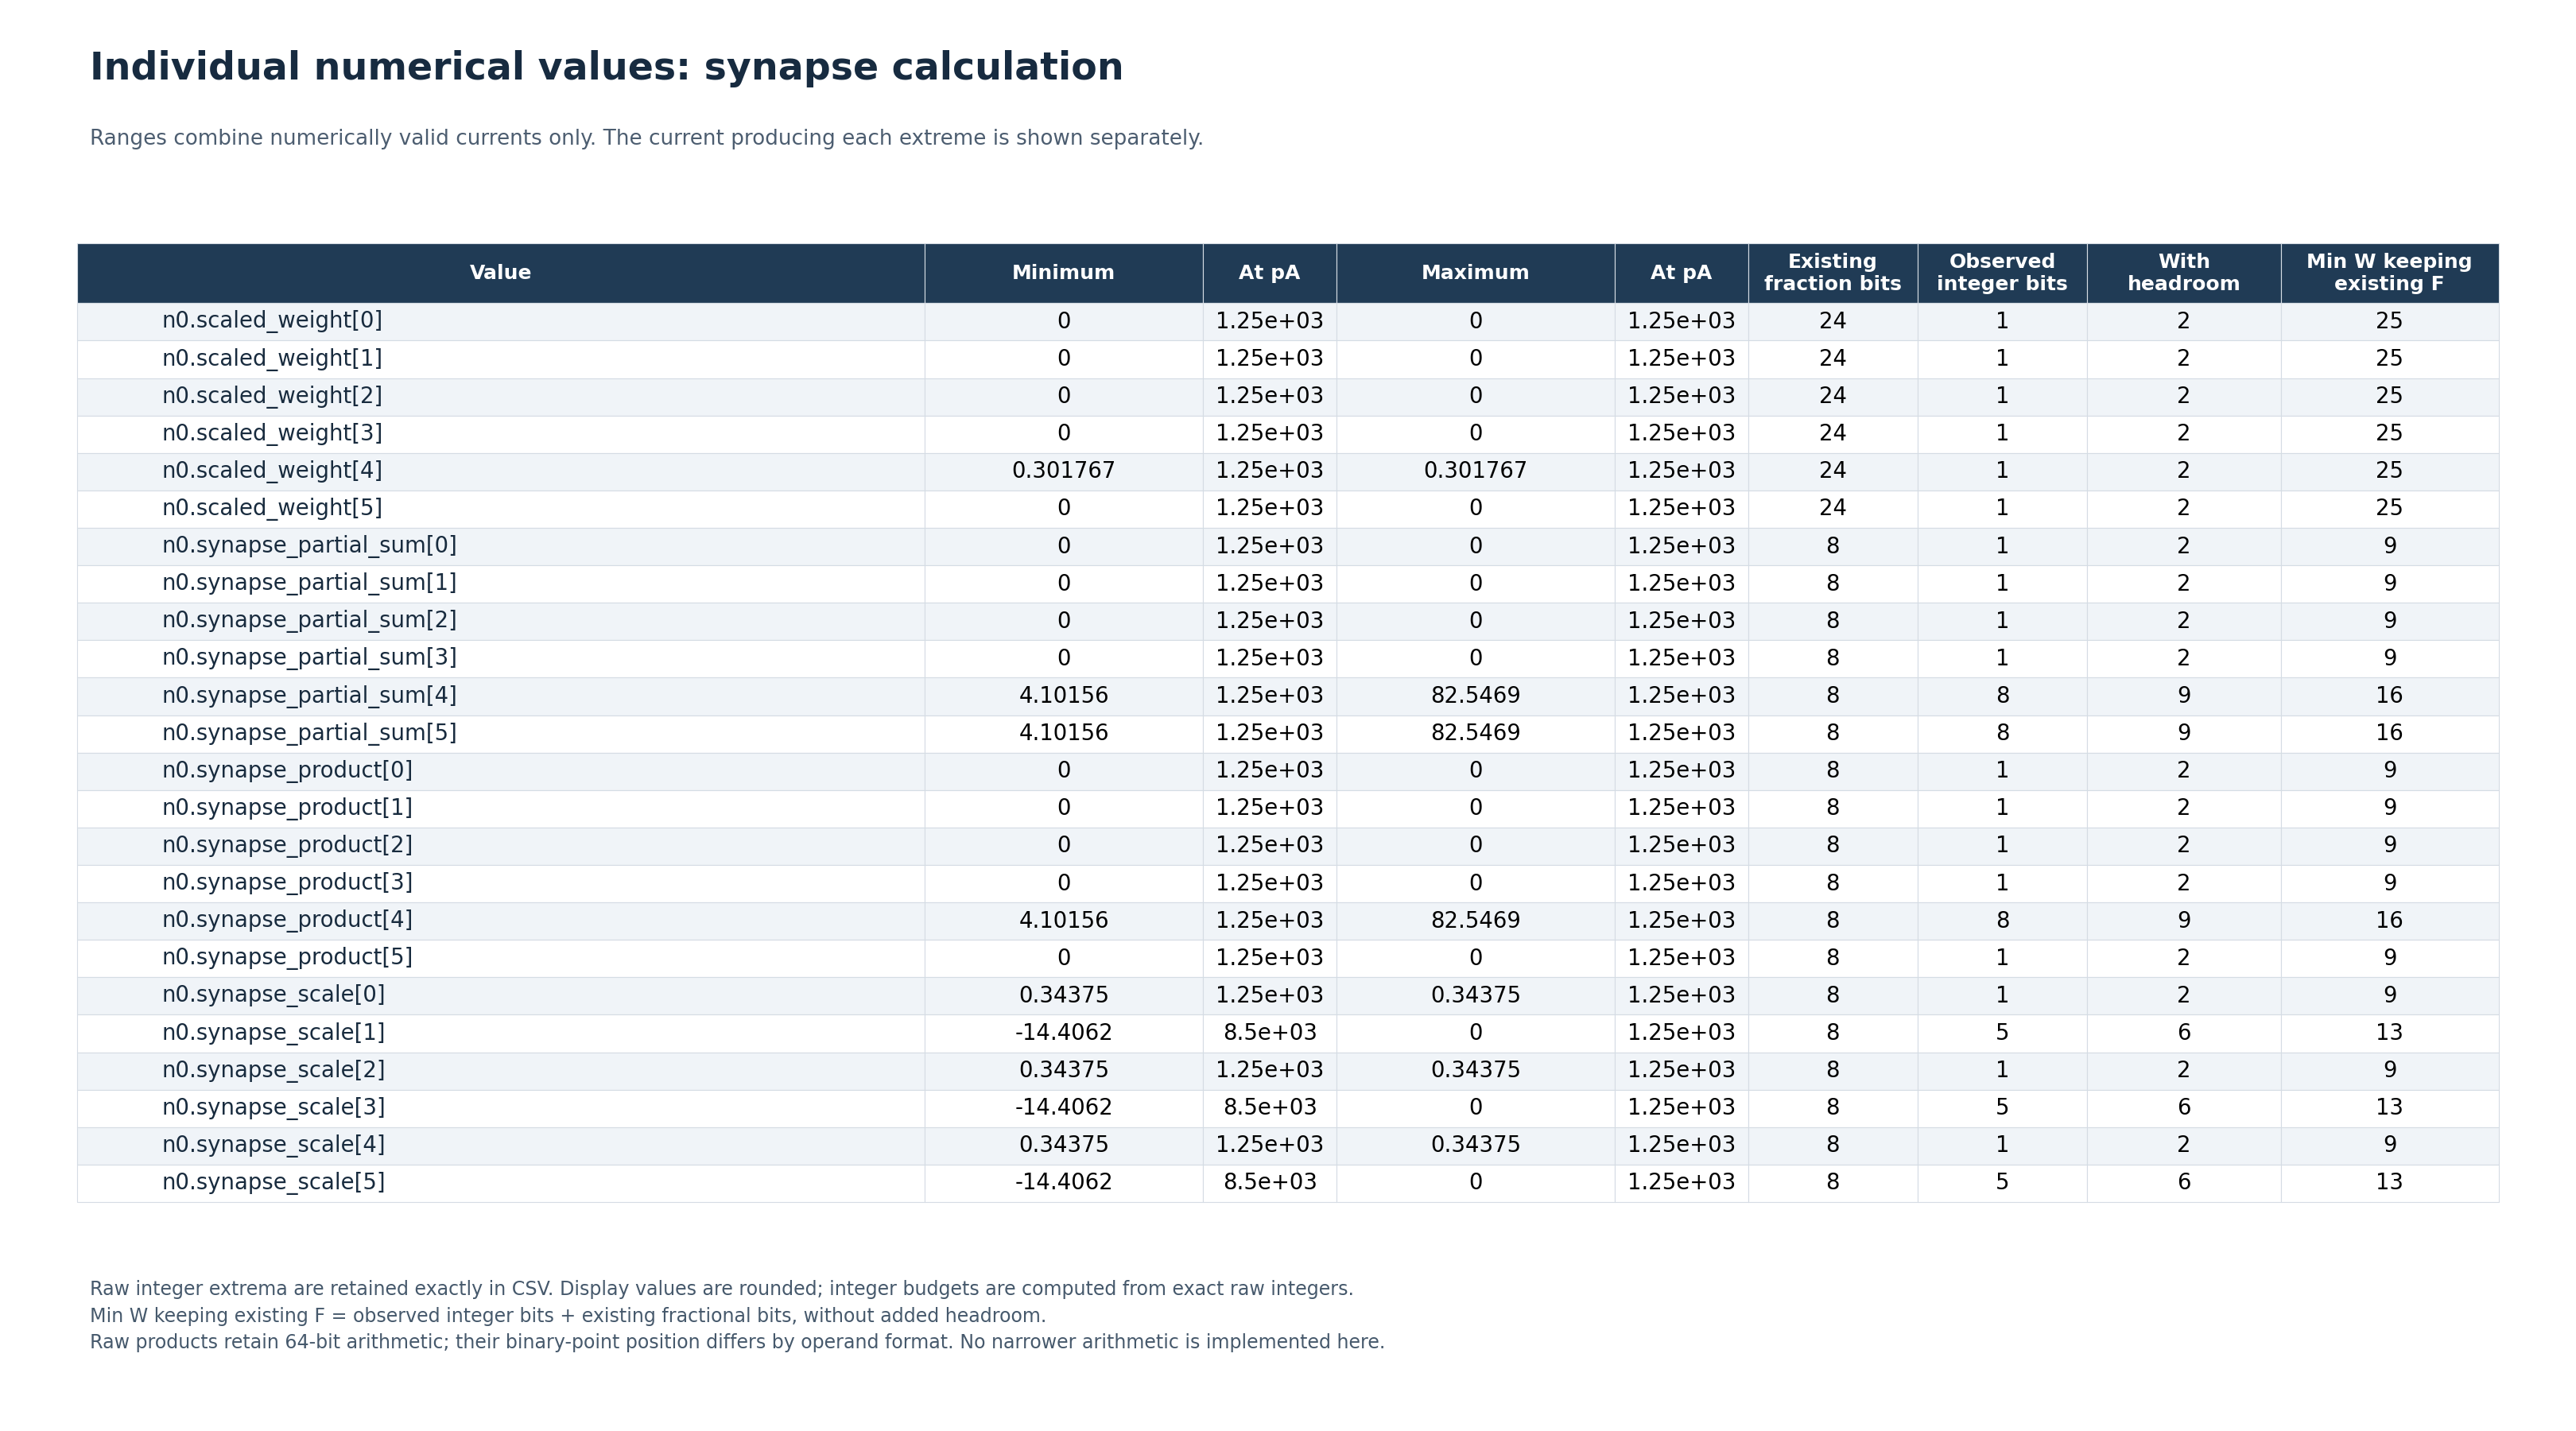 Individual numerical values: synapse calculation
Ranges combine numerically valid currents only. The current producing each extreme is shown separately.
Value Minimum At pA Maximum At pA Existing fraction bits Observed integer bits With headroom Min W keeping existing F
n0.scaled_weight[0] 0 1.25e+03 0 1.25e+03 24 1 2 25
n0.scaled_weight[1] 0 1.25e+03 0 1.25e+03 24 1 2 25
n0.scaled_weight[2] 0 1.25e+03 0 1.25e+03 24 1 2 25
n0.scaled_weight[3] 0 1.25e+03 0 1.25e+03 24 1 2 25
n0.scaled_weight[4] 0.301767 1.25e+03 0.301767 1.25e+03 24 1 2 25
n0.scaled_weight[5] 0 1.25e+03 0 1.25e+03 24 1 2 25
n0.synapse_partial_sum[0] 0 1.25e+03 0 1.25e+03 8 1 2 9
n0.synapse_partial_sum[1] 0 1.25e+03 0 1.25e+03 8 1 2 9
n0.synapse_partial_sum[2] 0 1.25e+03 0 1.25e+03 8 1 2 9
n0.synapse_partial_sum[3] 0 1.25e+03 0 1.25e+03 8 1 2 9
n0.synapse_partial_sum[4] 4.10156 1.25e+03 82.5469 1.25e+03 8 8 9 16
n0.synapse_partial_sum[5] 4.10156 1.25e+03 82.5469 1.25e+03 8 8 9 16
n0.synapse_product[0] 0 1.25e+03 0 1.25e+03 8 1 2 9
n0.synapse_product[1] 0 1.25e+03 0 1.25e+03 8 1 2 9
n0.synapse_product[2] 0 1.25e+03 0 1.25e+03 8 1 2 9
n0.synapse_product[3] 0 1.25e+03 0 1.25e+03 8 1 2 9
n0.synapse_product[4] 4.10156 1.25e+03 82.5469 1.25e+03 8 8 9 16
n0.synapse_product[5] 0 1.25e+03 0 1.25e+03 8 1 2 9
n0.synapse_scale[0] 0.34375 1.25e+03 0.34375 1.25e+03 8 1 2 9
n0.synapse_scale[1] -14.4062 8.5e+03 0 1.25e+03 8 5 6 13
n0.synapse_scale[2] 0.34375 1.25e+03 0.34375 1.25e+03 8 1 2 9
n0.synapse_scale[3] -14.4062 8.5e+03 0 1.25e+03 8 5 6 13
n0.synapse_scale[4] 0.34375 1.25e+03 0.34375 1.25e+03 8 1 2 9
n0.synapse_scale[5] -14.4062 8.5e+03 0 1.25e+03 8 5 6 13
Raw integer extrema are retained exactly in CSV. Display values are rounded; integer budgets are computed from exact raw integers.
Min W keeping existing F = observed integer bits + existing fractional bits, without added headroom.
Raw products retain 64-bit arithmetic; their binary-point position differs by operand format. No narrower arithmetic is implemented here.